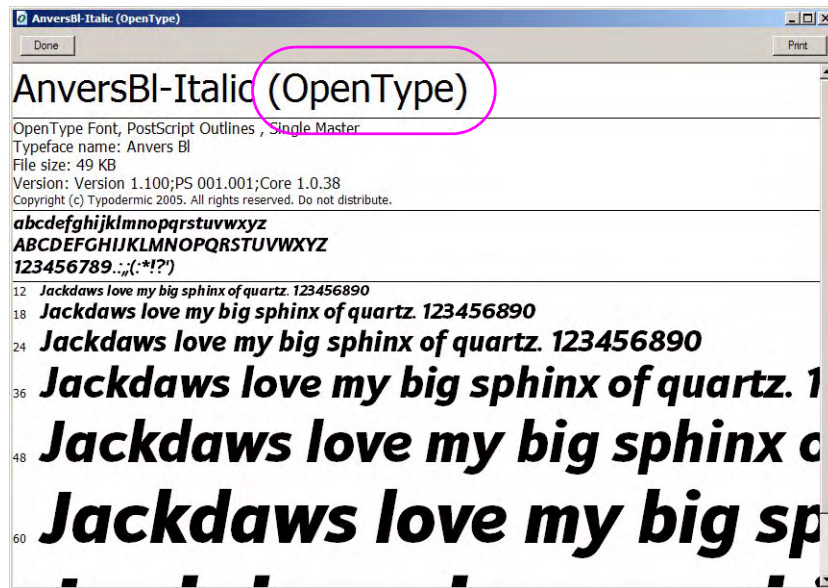 AnversBl-Italic (OpenType)
Done
Print
AnversBl-Italic (OpenType)
OpenType Font, PostScript Outlines , Single Master
Typeface name: Anvers Bl
File size: 49 KB
Version: Version 1.100;PS 001.001;Core 1.0.38
Copyright (c) Typodermic 2005. All rights reserved. Do not distribute.
abcdefghijklmnopqrstuvwxyz
ABCDEFGHIJKLMNOPQRSTUVWXYZ
123456789.:,;(:*!?')
12 Jackdaws love my big sphinx of quartz. 123456890
18 Jackdaws love my big sphinx of quartz. 123456890
24 Jackdaws love my big sphinx of quartz. 123456890
36 Jackdaws love my big sphinx of quartz. 1
48 Jackdaws love my big sphinx o
60 Jackdaws love my big sp